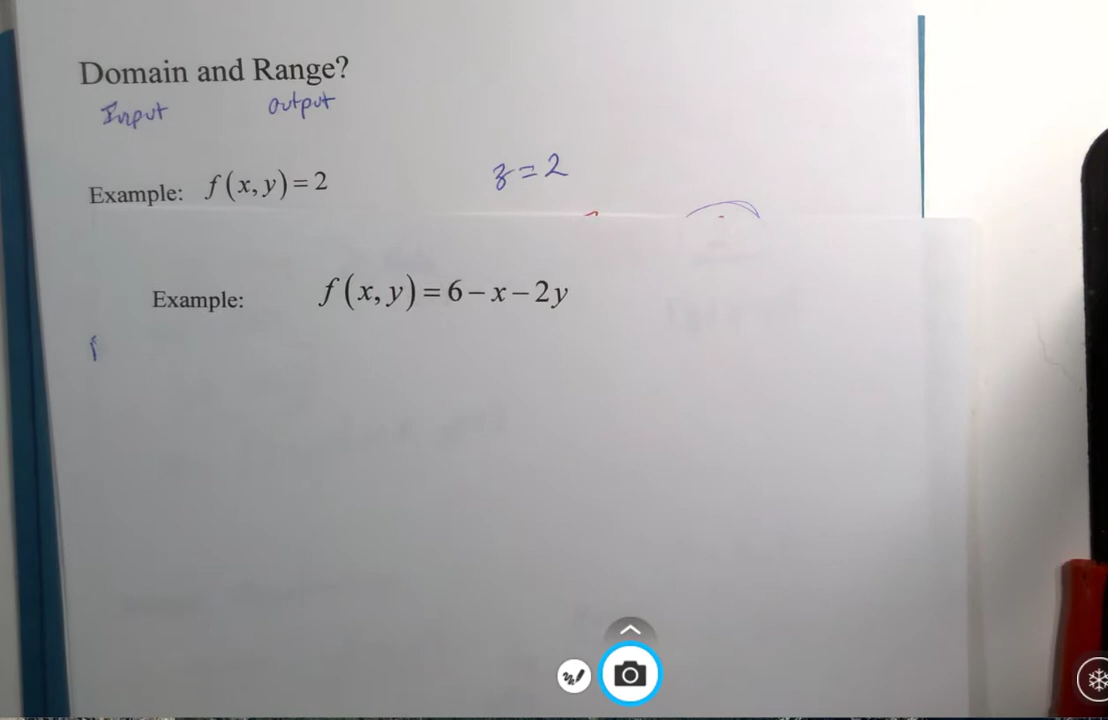 Domain and Range?
Input output
Example: f(x,y)=2 z=2
Example: f(x,y)=6-x-2y